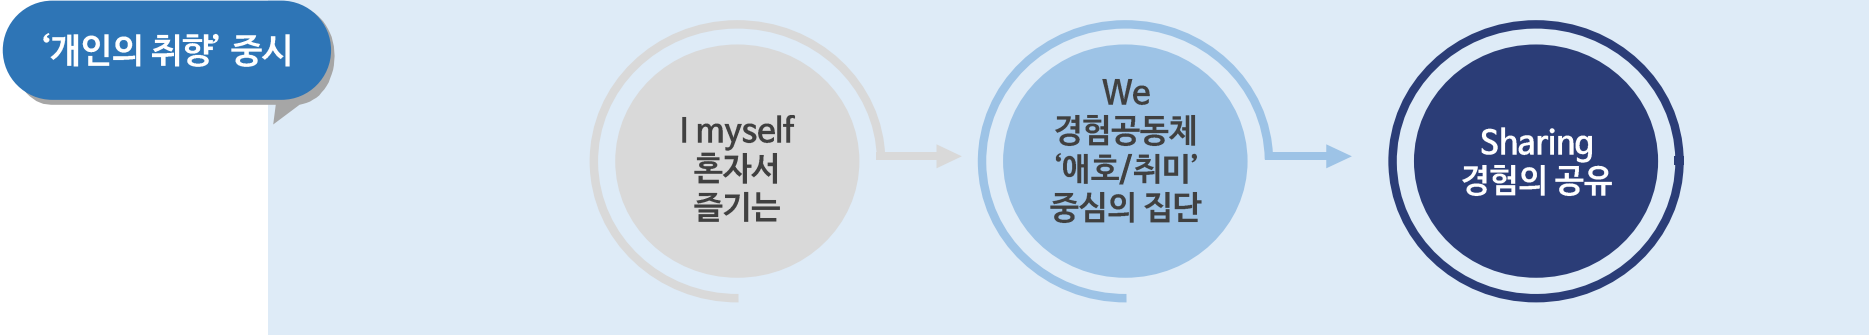 ‘개인의 취향’ 중시
I myself
혼자서
즐기는
We
경험공동체
‘애호/취미’
중심의 집단
Sharing
경험의 공유